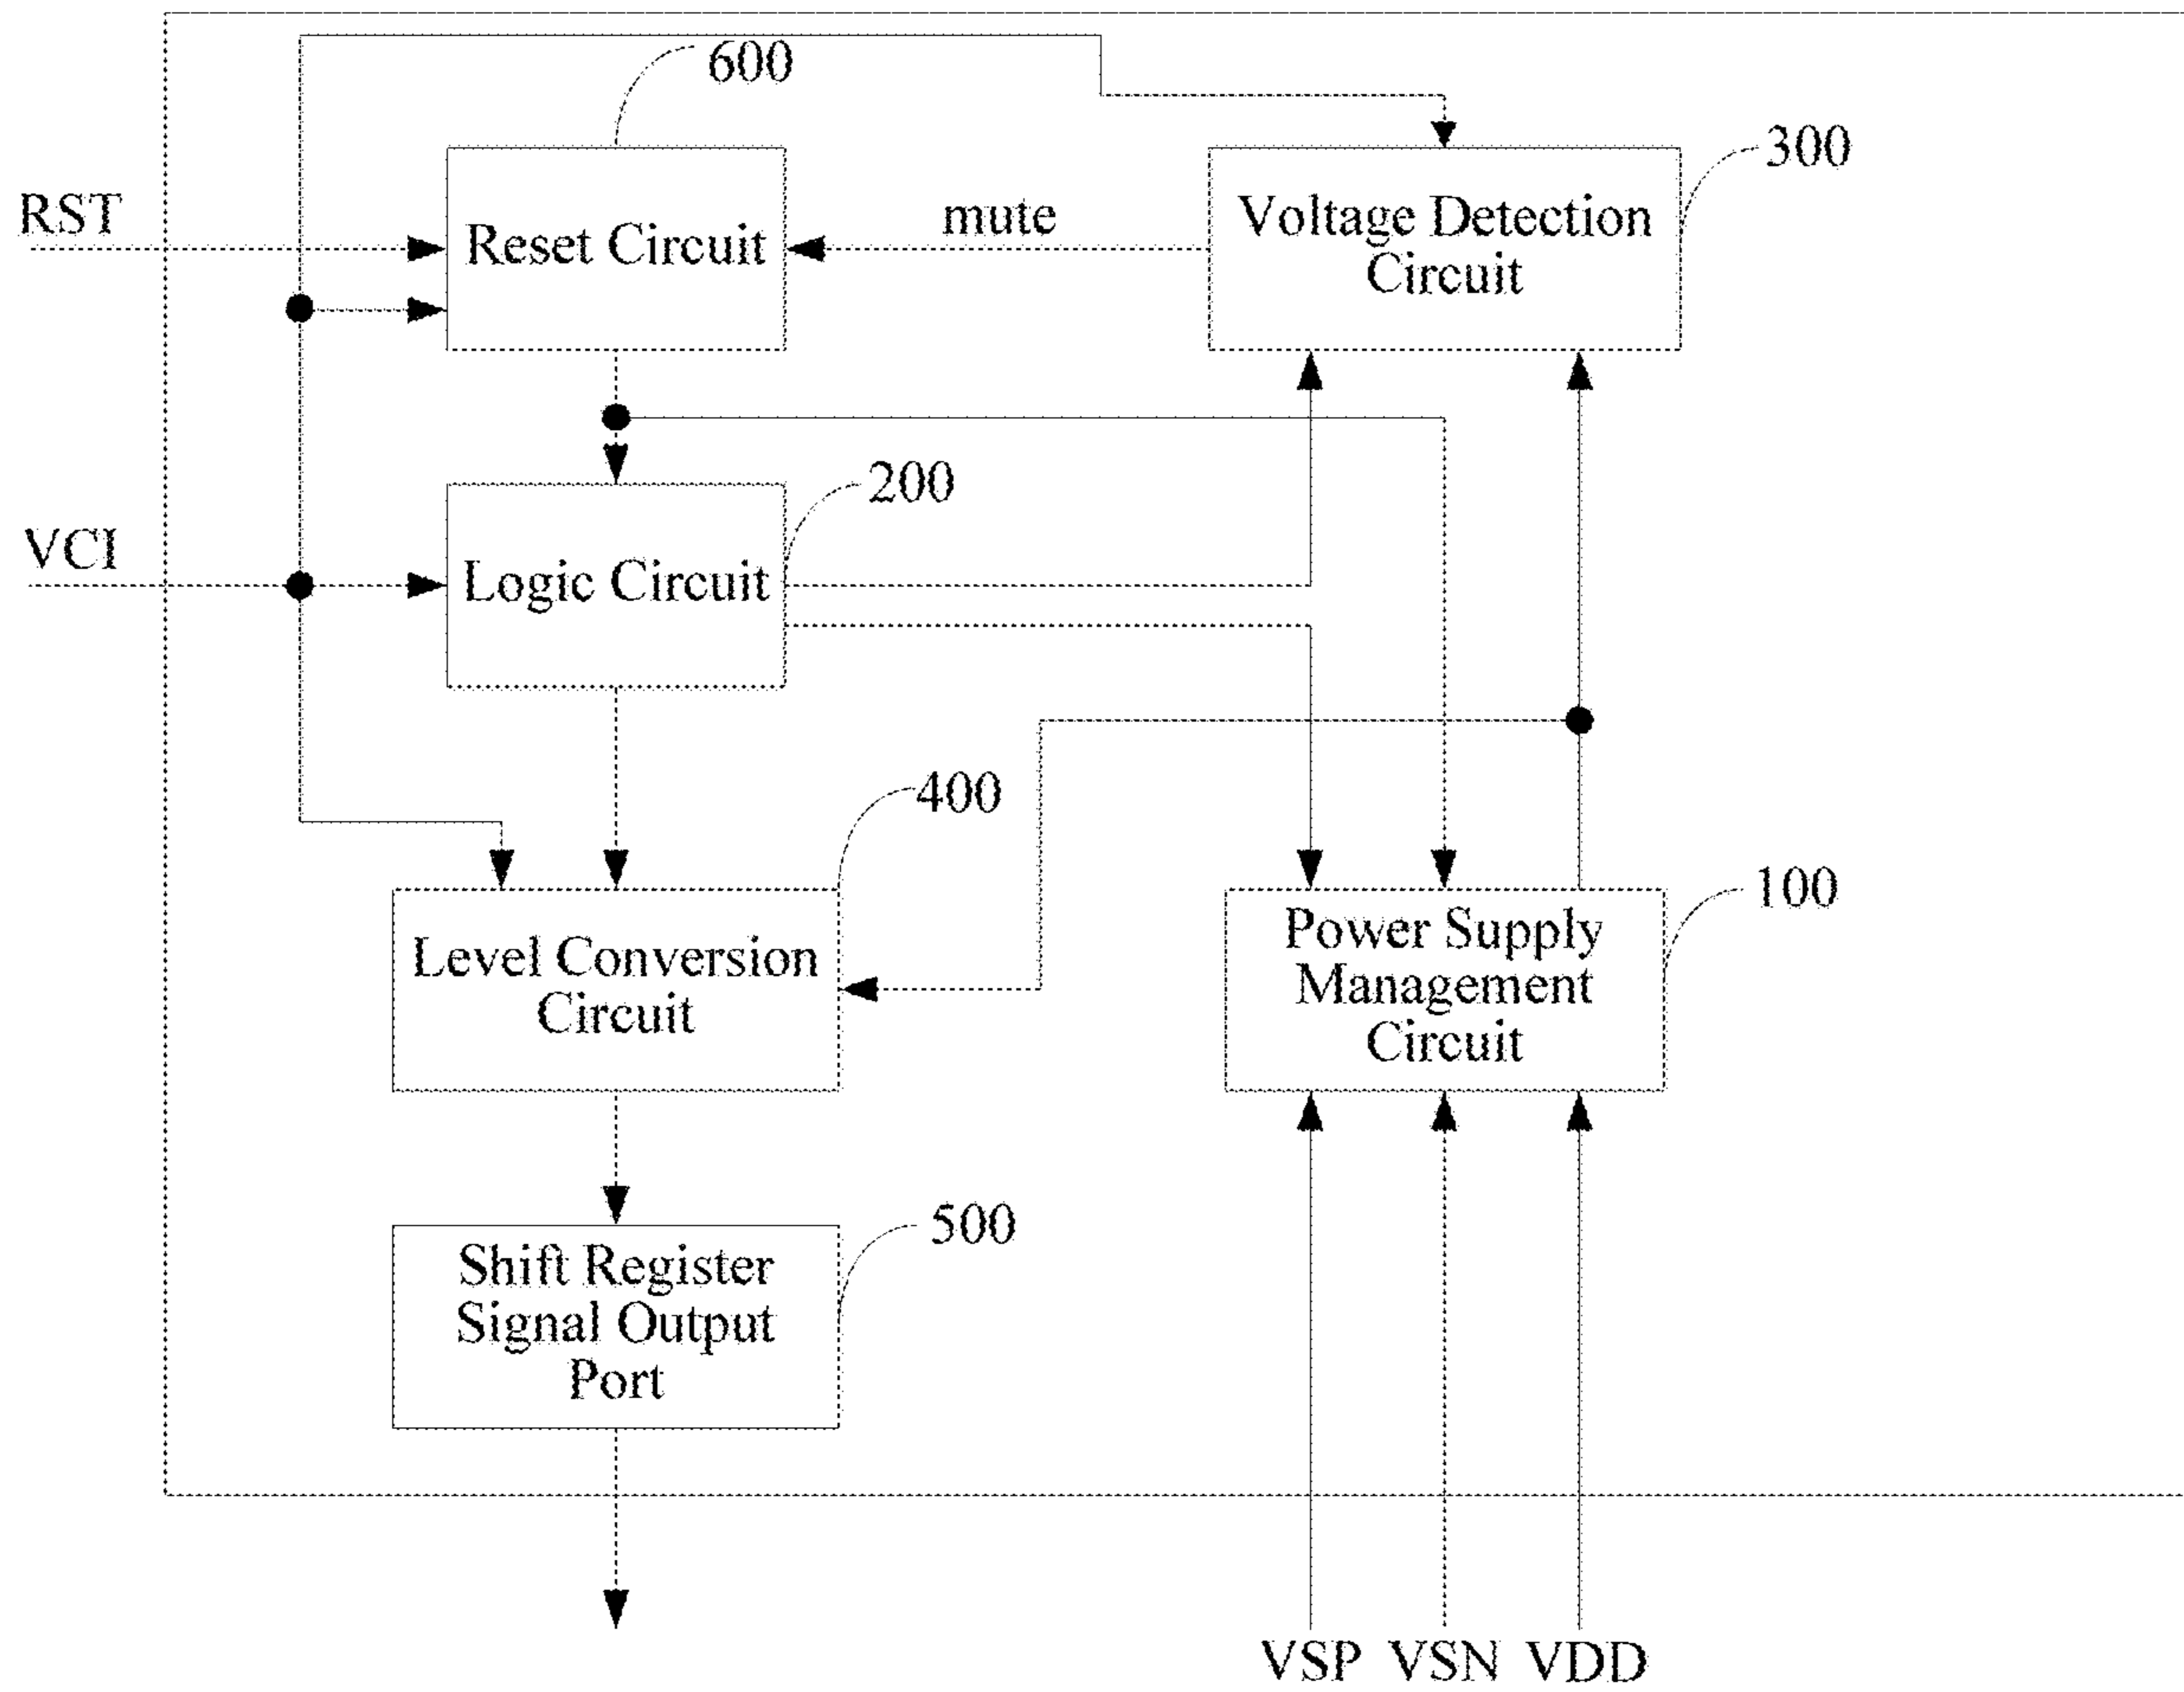 600
300
RST
Reset Circuit
mute
Voltage Detection
Circuit
200
VCI
Logic Circuit
400
100
Level Conversion
Circuit
Power Supply
Management
Circuit
500
Shift Register
Signal Output
Port
VSP VSN VDD